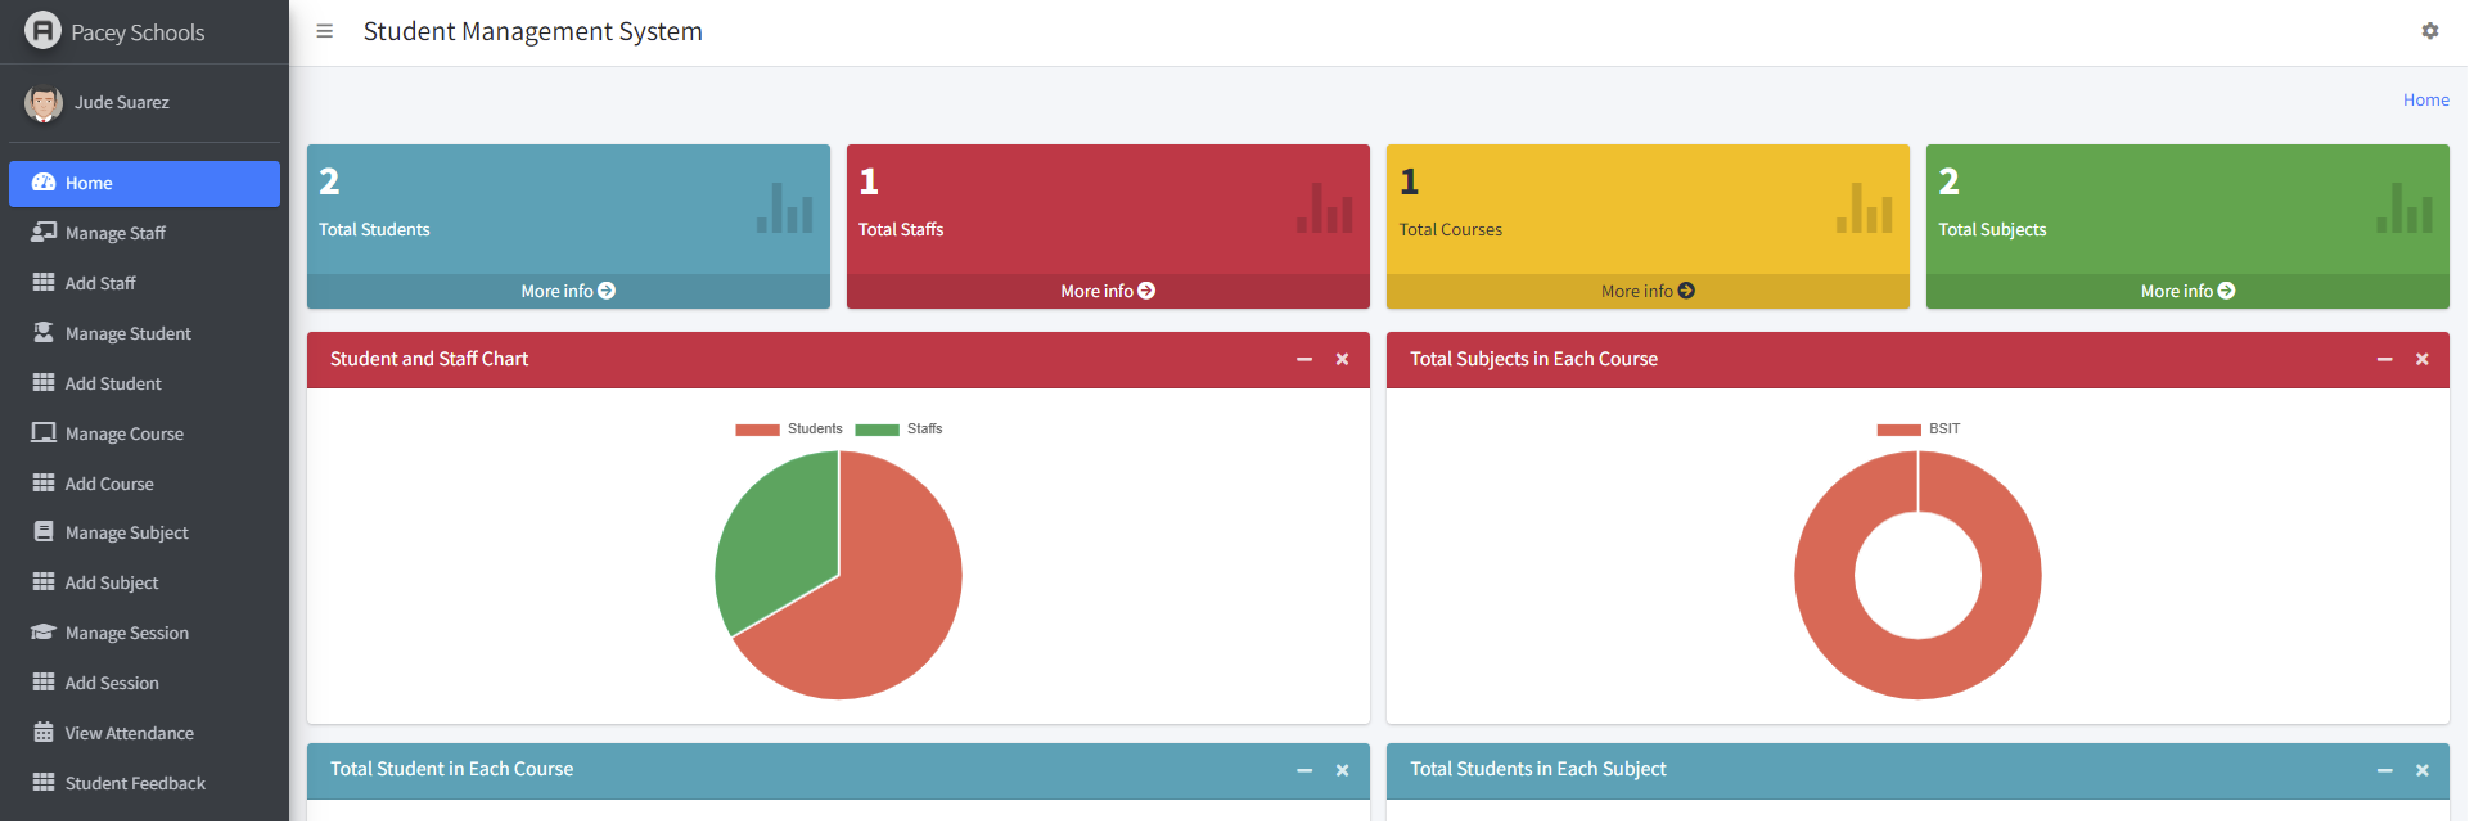 Pacey Schools
Student Management System
Jude Suarez
Home
Home
Manage Staff
Add Staff
Manage Student
Add Student
Manage Course
Add Course
Manage Subject
Add Subject
Manage Session
Add Session
View Attendance
Student Feedback
2
Total Students
More info
1
Total Staffs
More info
1
Total Courses
More info
2
Total Subjects
More info
Student and Staff Chart
Students Staffs
Total Subjects in Each Course
BSIT
Total Student in Each Course
Total Students in Each Subject